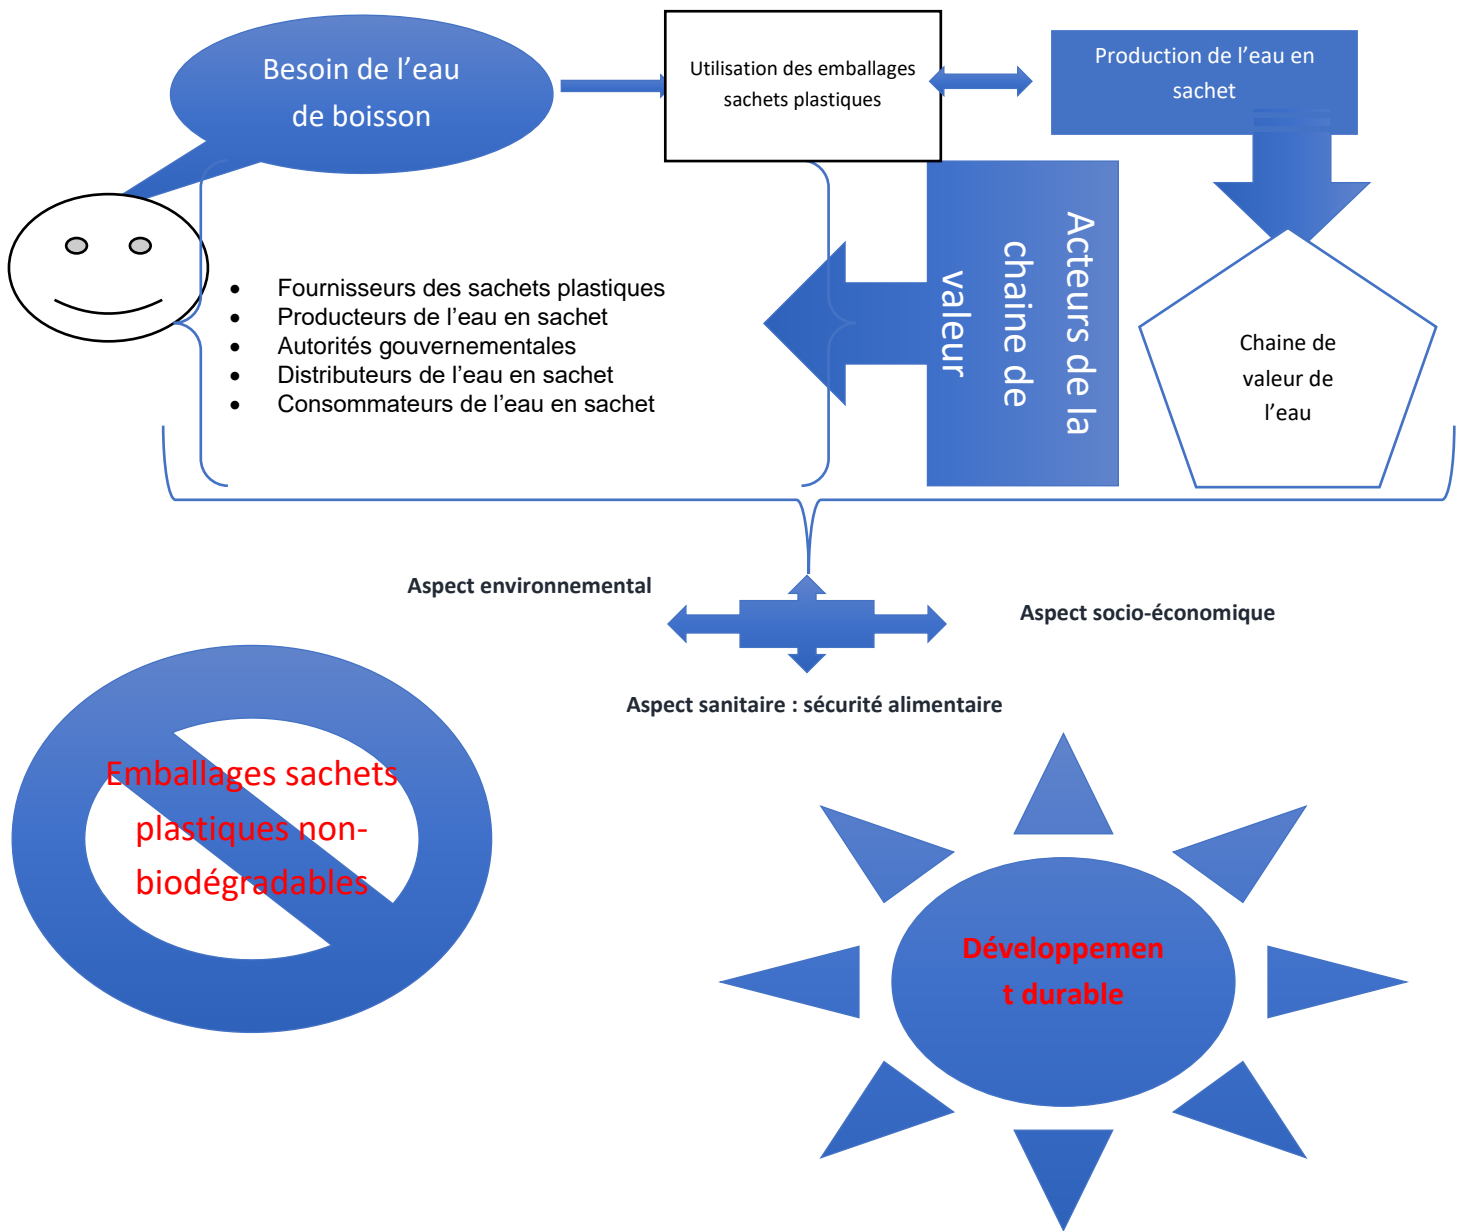 Besoin de l’eau
de boisson
Utilisation des emballages
sachets plastiques
Production de l’eau en
sachet
Acteurs de la
chaine de
valeur
Chaine de
valeur de
l’eau
• Fournisseurs des sachets plastiques
• Producteurs de l’eau en sachet
• Autorités gouvernementales
• Distributeurs de l’eau en sachet
• Consommateurs de l’eau en sachet
Aspect environnemental
Aspect socio-économique
Aspect sanitaire : sécurité alimentaire
Emballages sachets
plastiques non-
biodégradables
Développemen
t durable